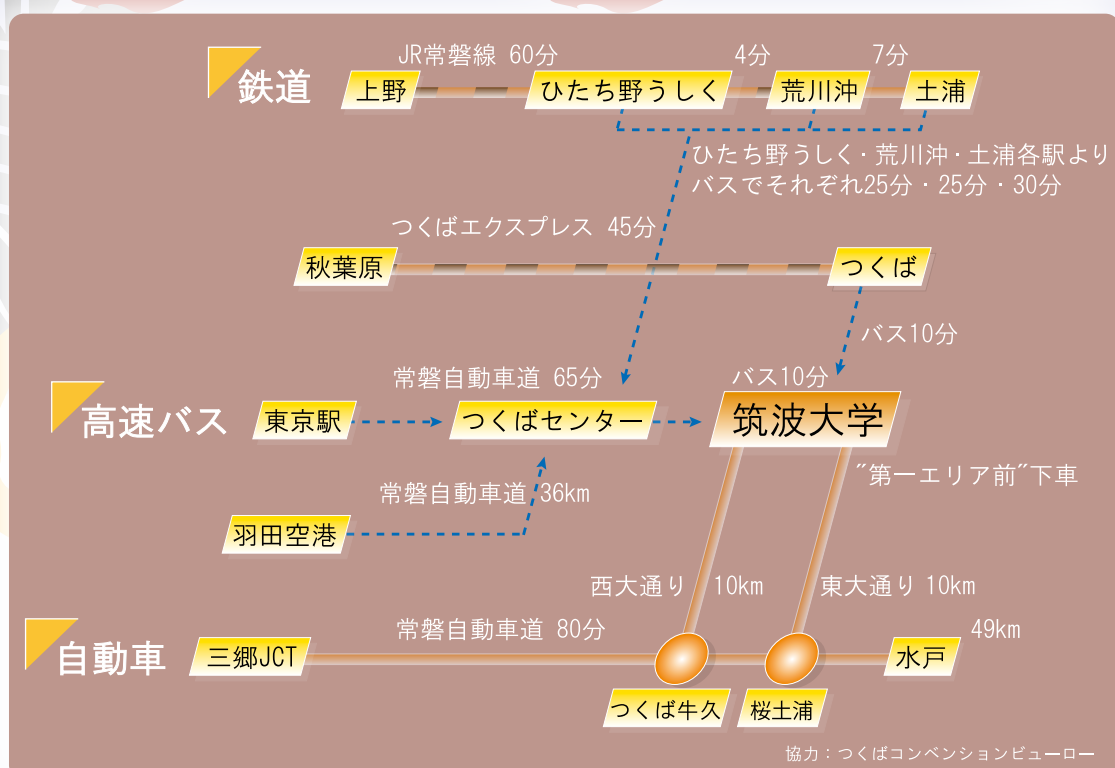 鉄道
JR常磐線 60分
4分
7分
上野
ひたち野うしく
荒川沖
土浦
ひたち野うしく・荒川沖・土浦各駅より
バスでそれぞれ25分・25分・30分
つくばエクスプレス 45分
秋葉原
つくば
バス10分
高速バス
常磐自動車道 65分
バス10分
東京駅
つくばセンター
筑波大学
"第一エリア前"下車
常磐自動車道 36km
羽田空港
西大通り 10km
東大通り 10km
自動車
常磐自動車道 80分
49km
三郷JCT
水戸
つくば牛久
桜土浦
協力：つくばコンベンションビューロー